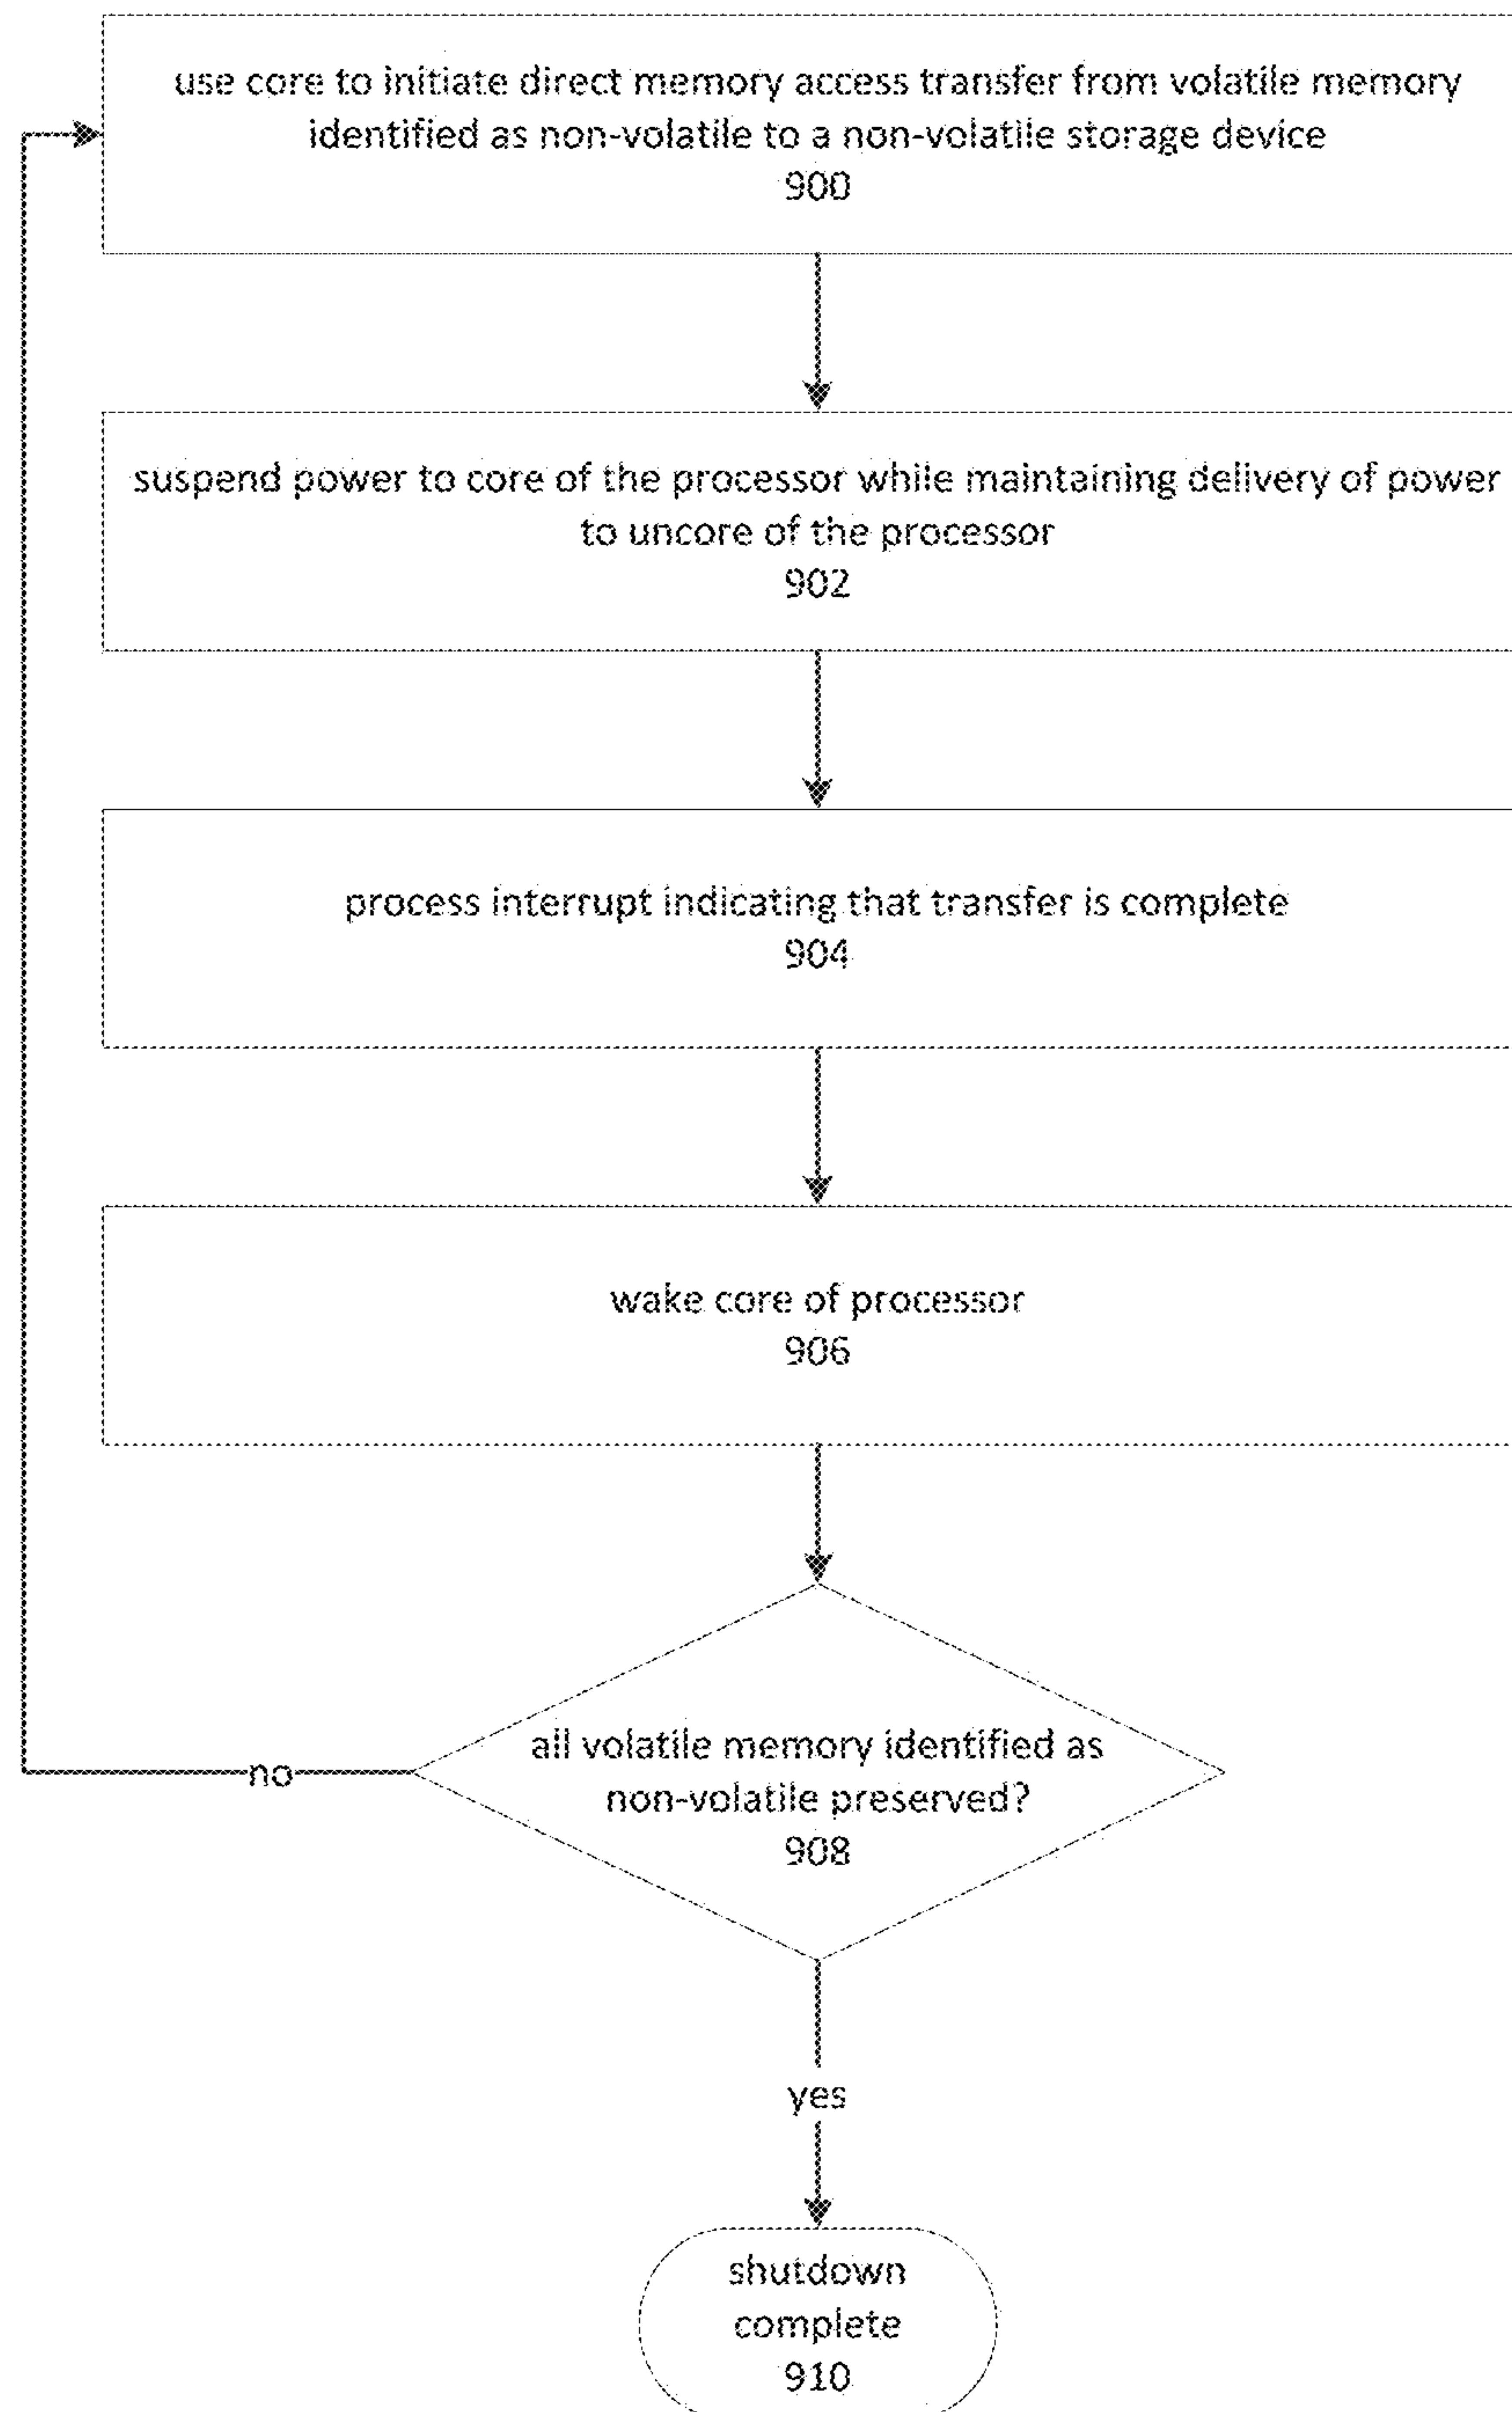 use core to initiate direct memory access transfer from volatile memory
identified as non-volatile to a non-volatile storage device
900
suspend power to core of the processor while maintaining delivery of power
to uncore of the processor
902
process interrupt indicating that transfer is complete
904
wake core of processor
906
all volatile memory identified as
non-volatile preserved?
908
no
yes
shutdown
complete
910